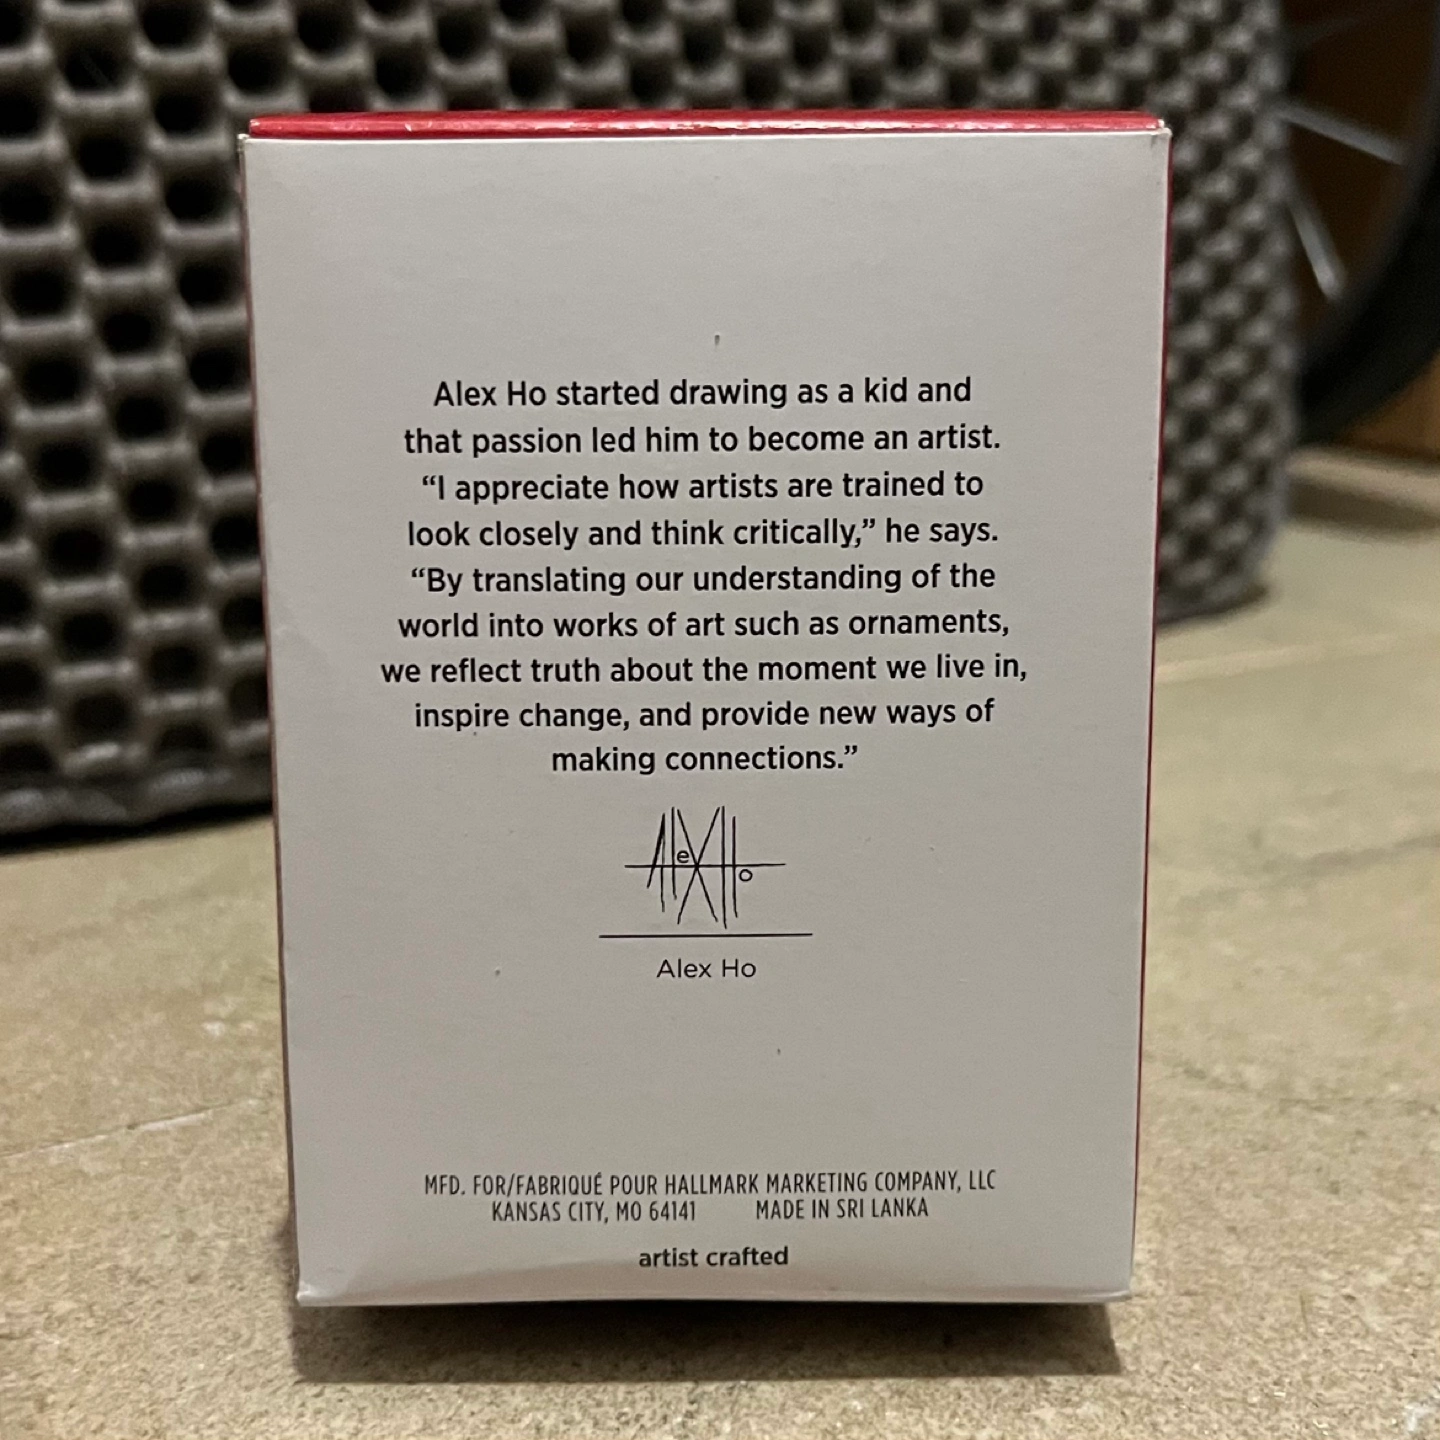 Alex Ho started drawing as a kid and
that passion led him to become an artist.
“I appreciate how artists are trained to
look closely and think critically,” he says.
“By translating our understanding of the
world into works of art such as ornaments,
we reflect truth about the moment we live in,
inspire change, and provide new ways of
making connections.”
Alex Ho
Alex Ho
MFD. FOR/FABRIQUÉ POUR HALLMARK MARKETING COMPANY, LLC
KANSAS CITY, MO 64141 MADE IN SRI LANKA
artist crafted